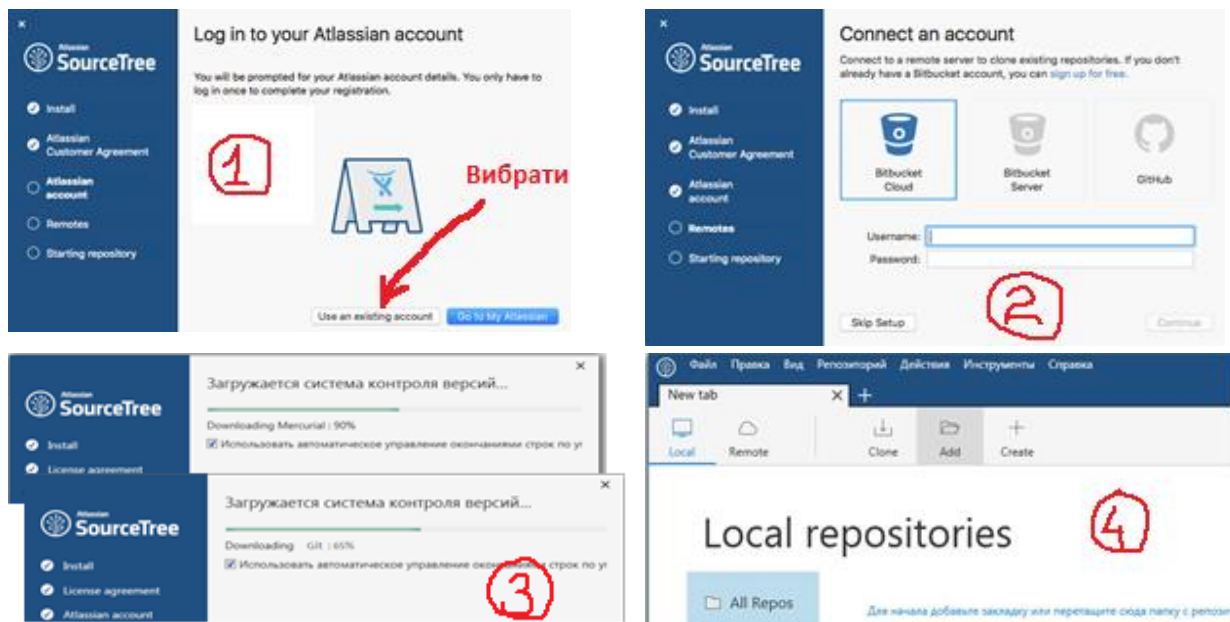 Atlassian
SourceTree
Install
Atlassian
Customer Agreement
Atlassian
account
Remotes
Starting repository
Log in to your Atlassian account
You will be prompted for your Atlassian account details. You only have to
log in once to complete your registration.
1
Вибрати
Use an existing account
Go to My Atlassian
Atlassian
SourceTree
Install
Atlassian
Customer Agreement
Atlassian
account
Remotes
Starting repository
Connect an account
Connect to a remote server to clone existing repositories. If you don't
already have a Bitbucket account, you can sign up for free.
Bitbucket
Cloud
Bitbucket
Server
GitHub
Username:
Password:
2
Skip Setup
Continue
Atlassian
SourceTree
Install
License agreement
Загружается система контроля версий...
Downloading Mercurial : 90%
Использовать автоматическое управление окончаниями строк по у
Atlassian
SourceTree
Install
License agreement
Atlassian account
Загружается система контроля версий...
Downloading Git : 65%
Использовать автоматическое управление окончаниями строк по у
3
Файл Правка Вид Репозиторий Действия Инструменты Справка
New tab
Local Remote Clone Add Create
Local repositories
4
All Repos
Для начала добавьте закладку или перетащите сюда папку с репози